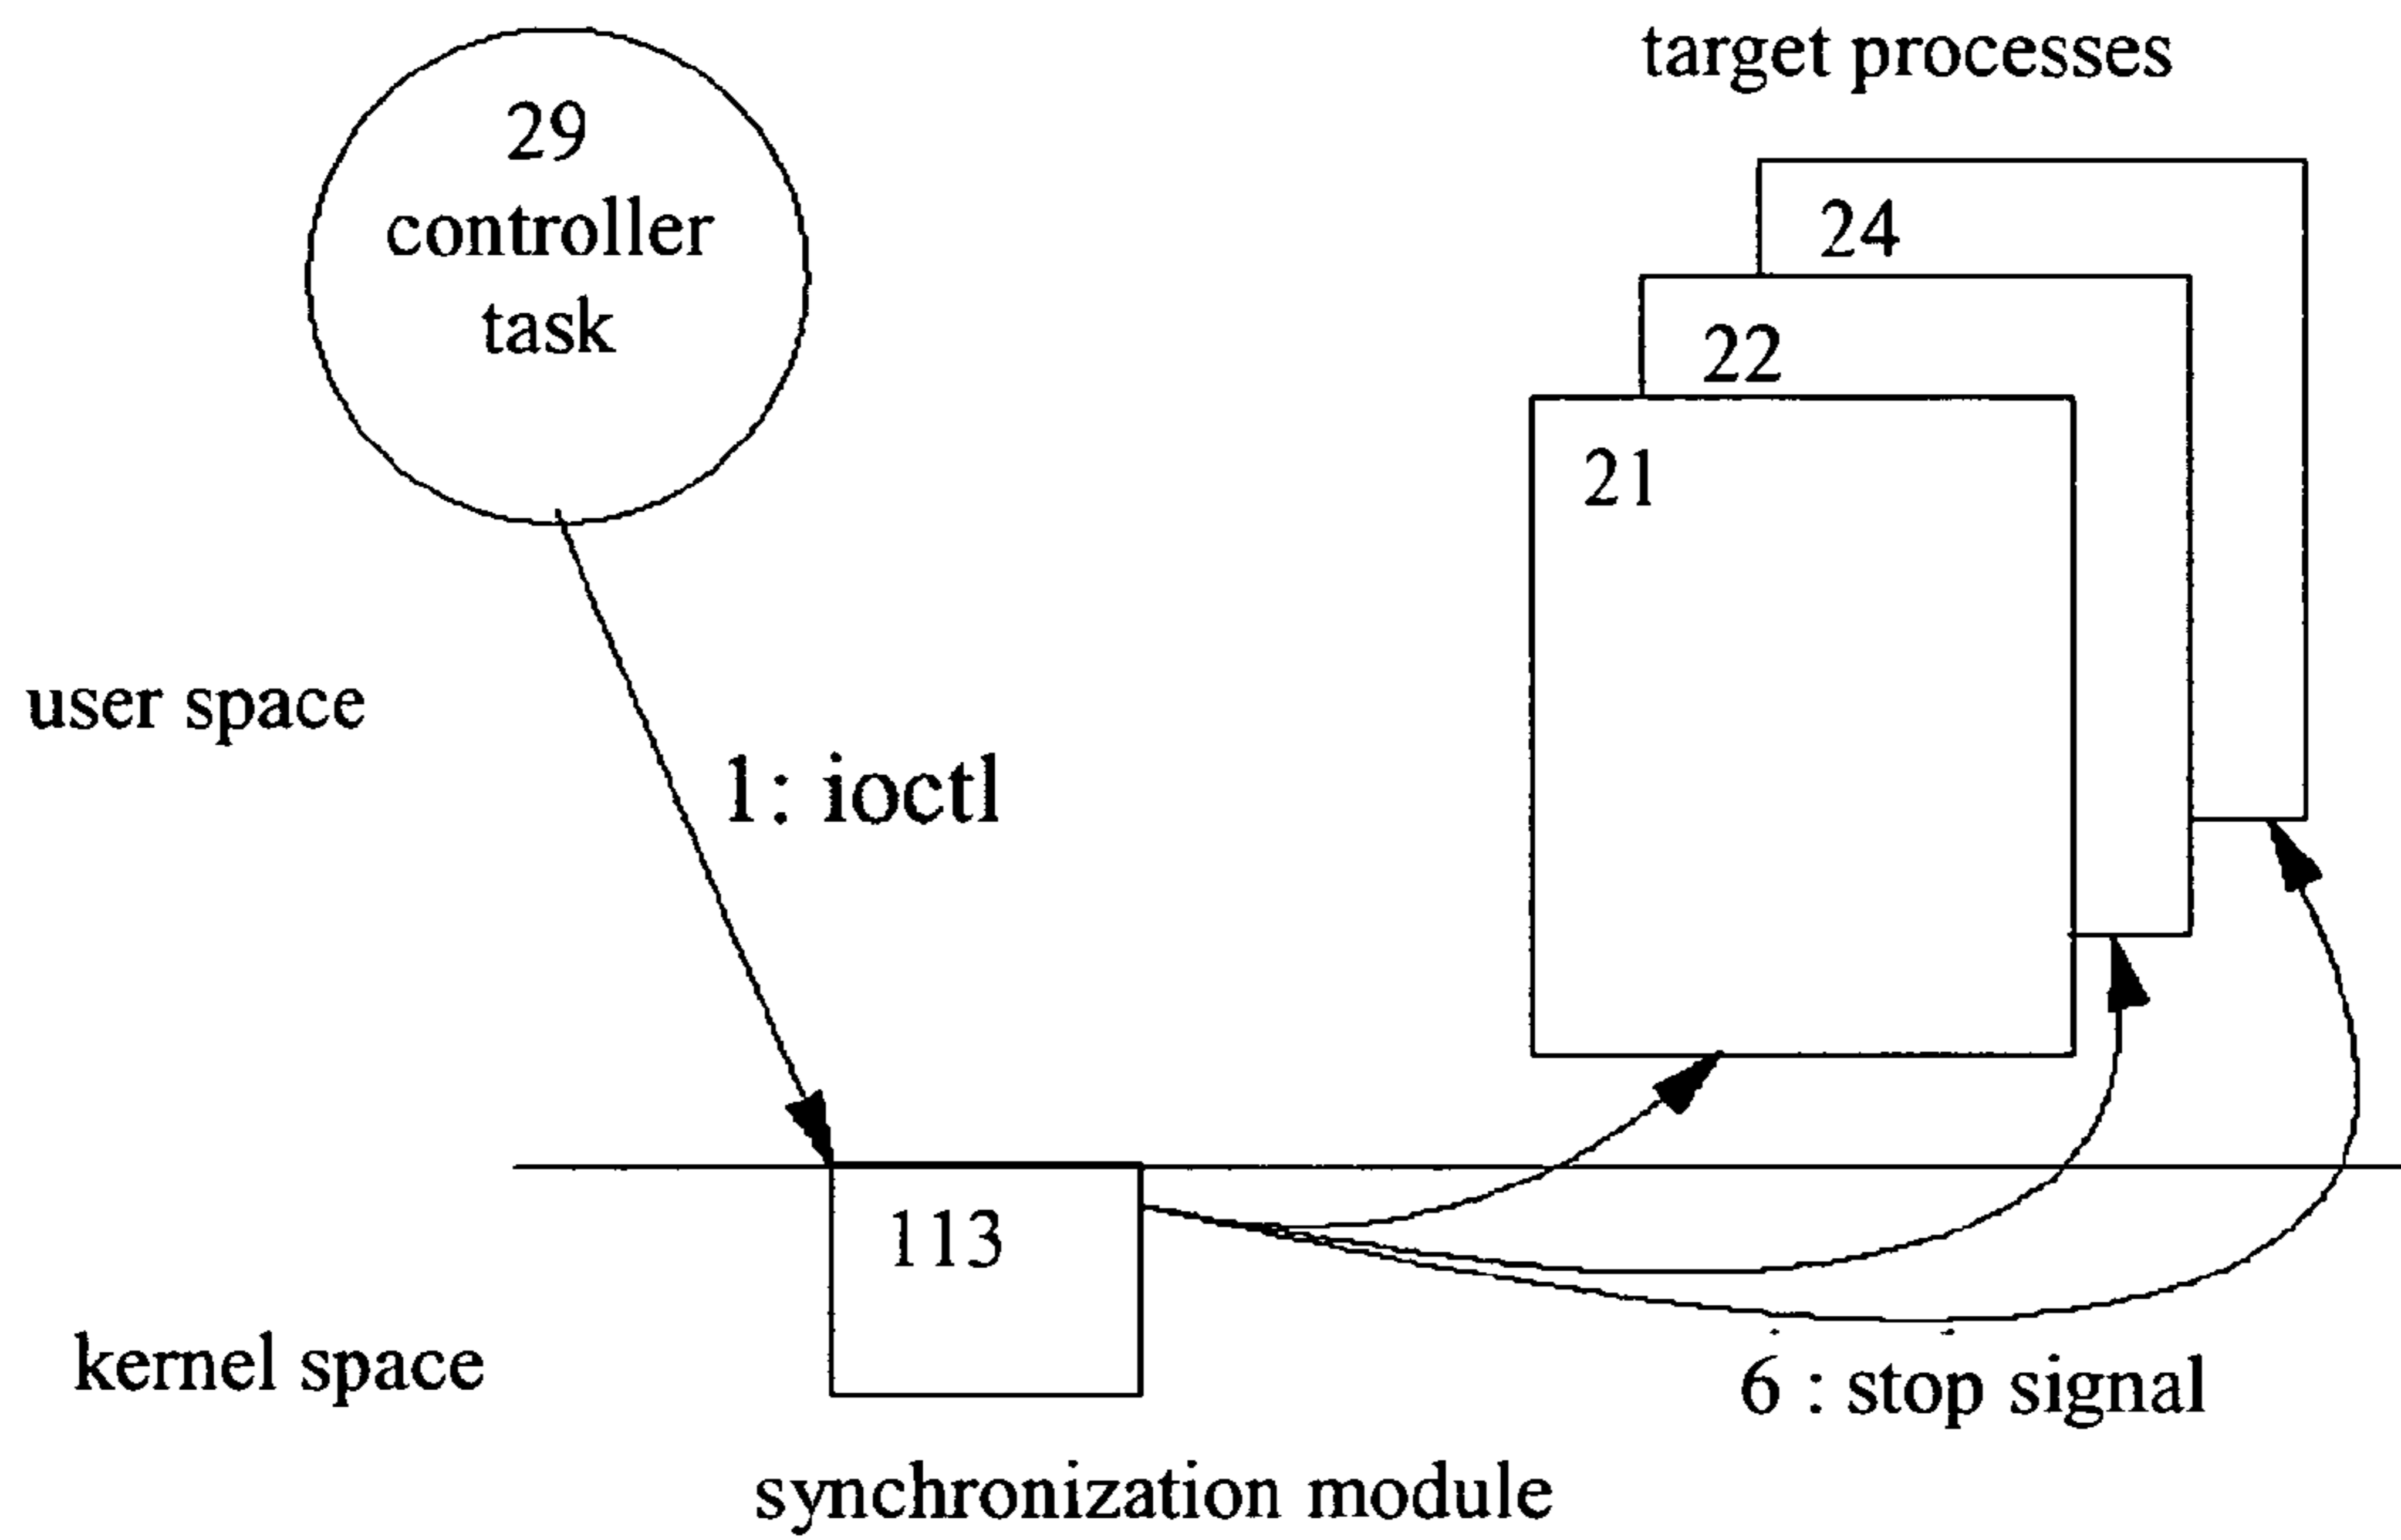 target processes
29
controller
task
24
22
21
user space
1: ioctl
113
kernel space
6 : stop signal
synchronization module